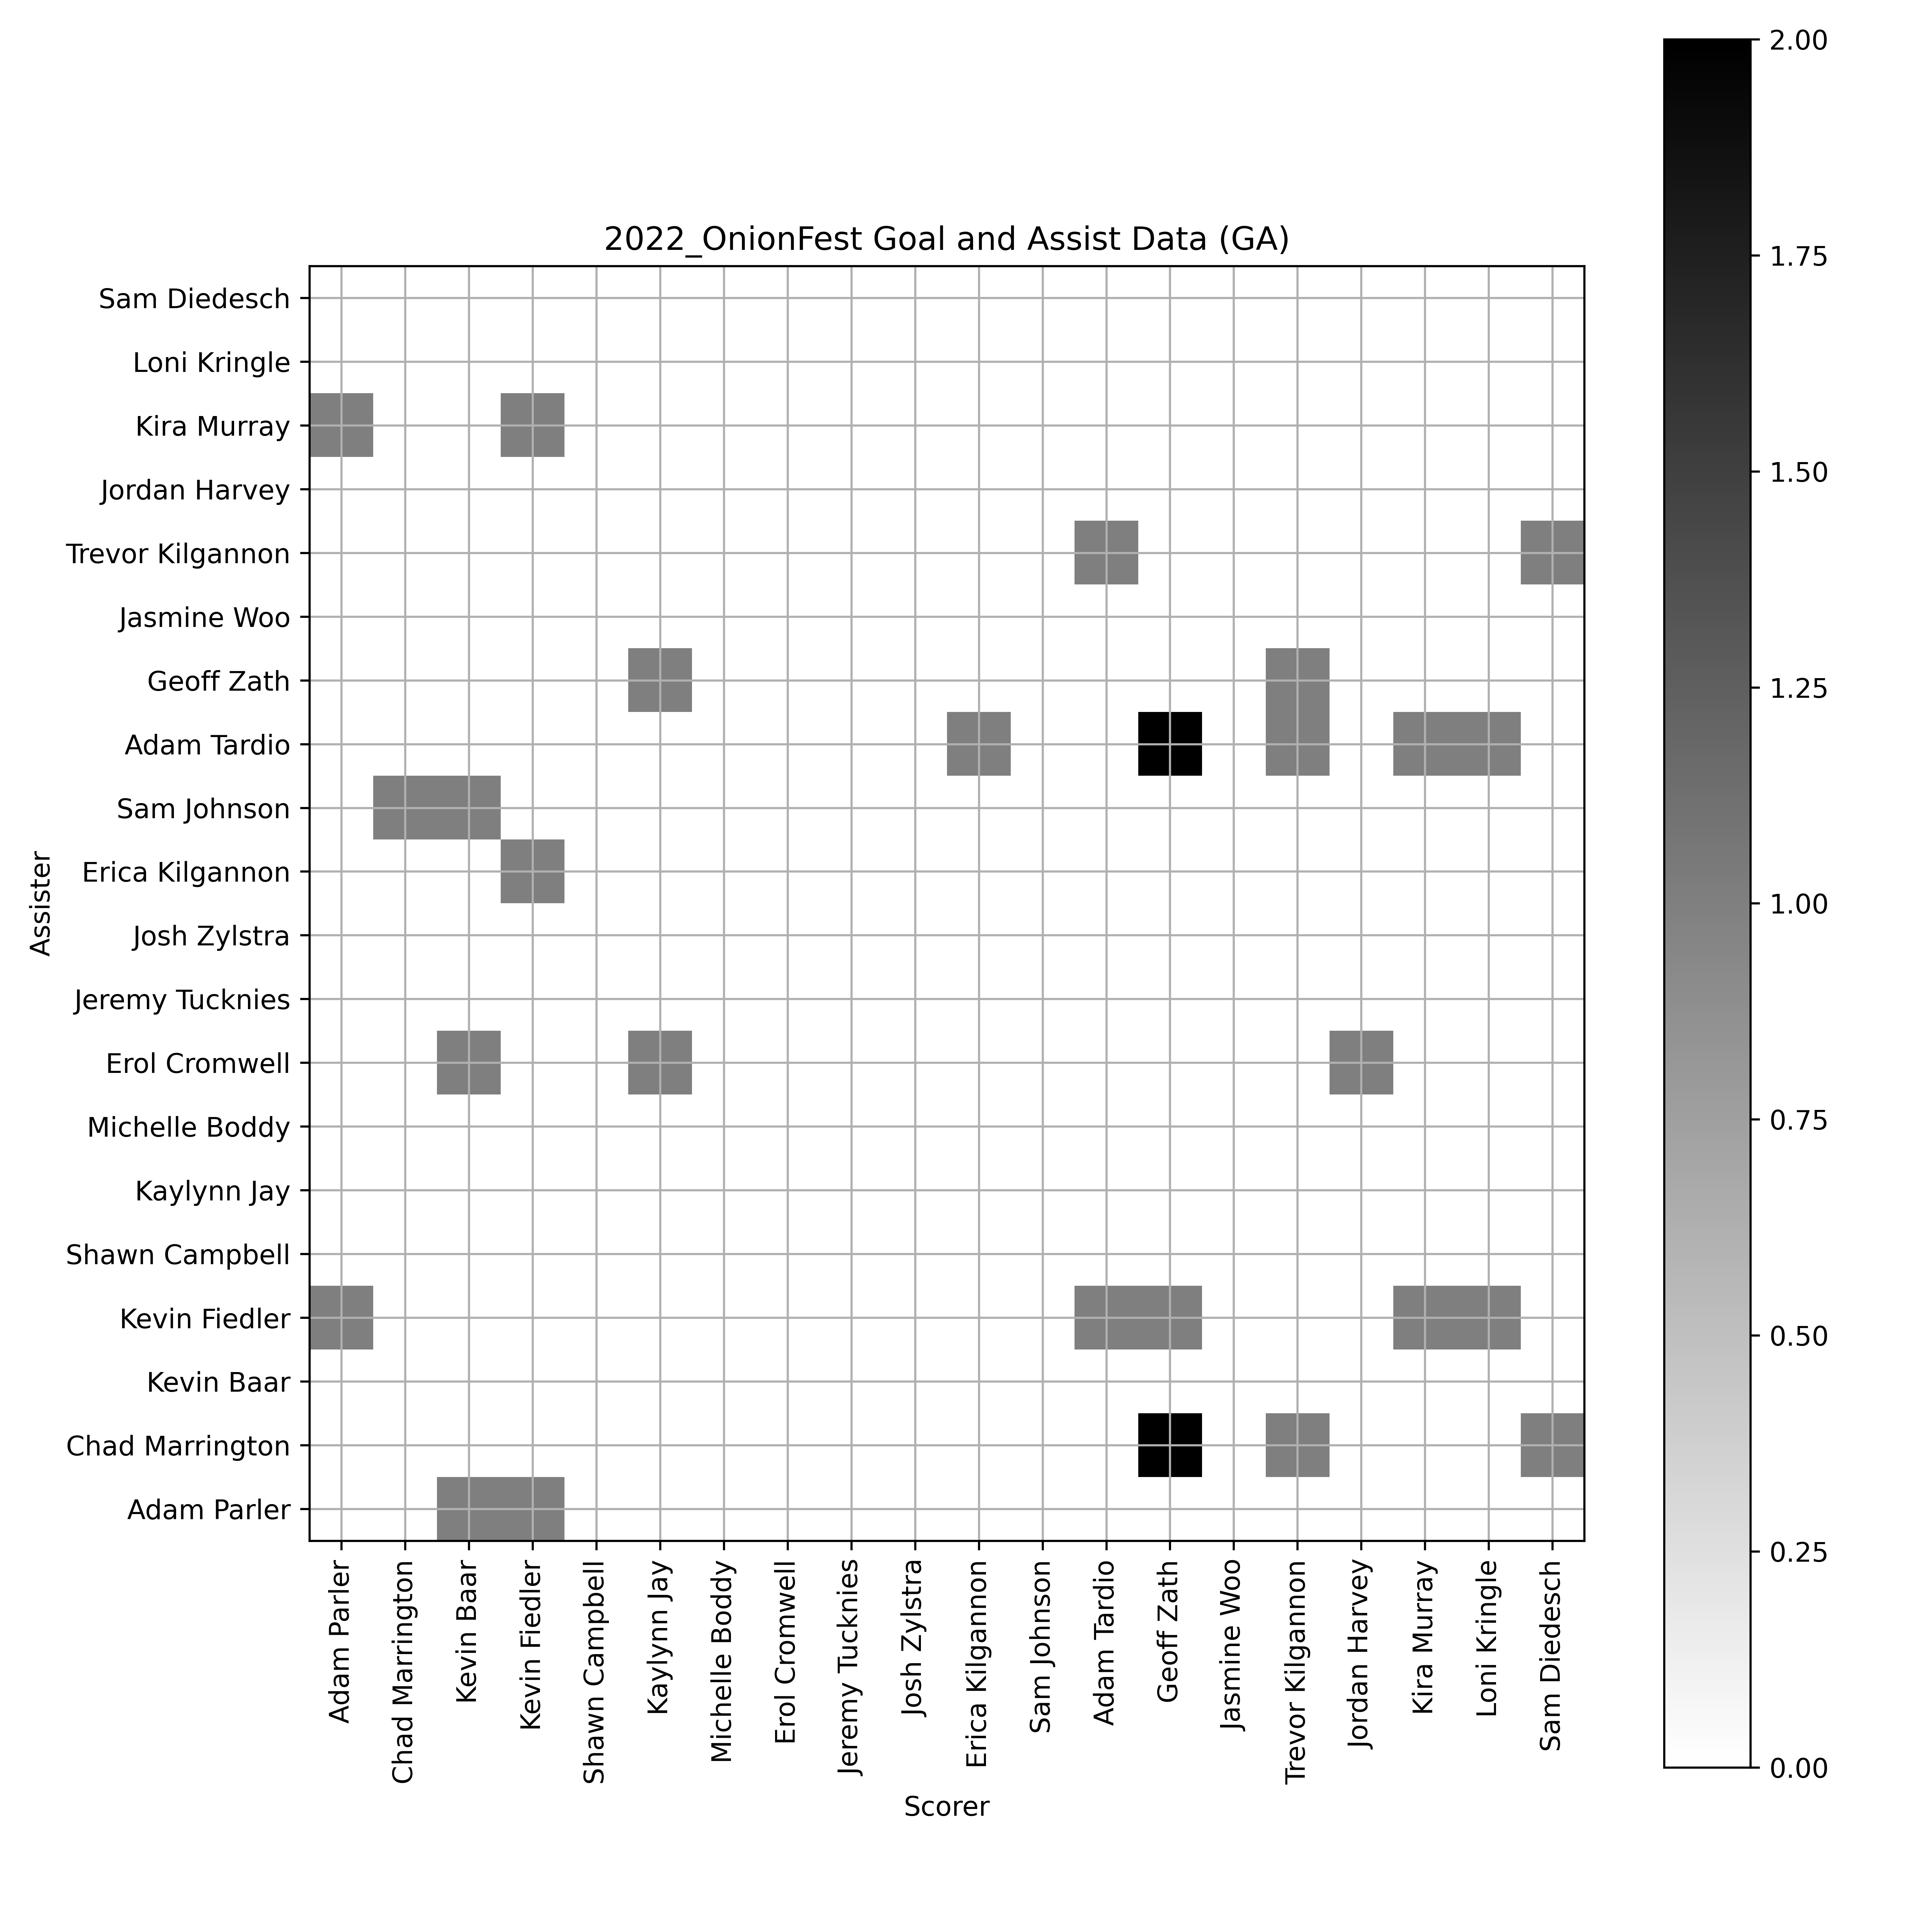 2022_OnionFest Goal and Assist Data (GA)
Assister
Sam Diedesch
Loni Kringle
Kira Murray
Jordan Harvey
Trevor Kilgannon
Jasmine Woo
Geoff Zath
Adam Tardio
Sam Johnson
Erica Kilgannon
Josh Zylstra
Jeremy Tucknies
Erol Cromwell
Michelle Boddy
Kaylynn Jay
Shawn Campbell
Kevin Fiedler
Kevin Baar
Chad Marrington
Adam Parler
Adam Parler
Chad Marrington
Kevin Baar
Kevin Fiedler
Shawn Campbell
Kaylynn Jay
Michelle Boddy
Erol Cromwell
Jeremy Tucknies
Josh Zylstra
Erica Kilgannon
Sam Johnson
Adam Tardio
Geoff Zath
Jasmine Woo
Trevor Kilgannon
Jordan Harvey
Kira Murray
Loni Kringle
Sam Diedesch
Scorer
2.00
1.75
1.50
1.25
1.00
0.75
0.50
0.25
0.00